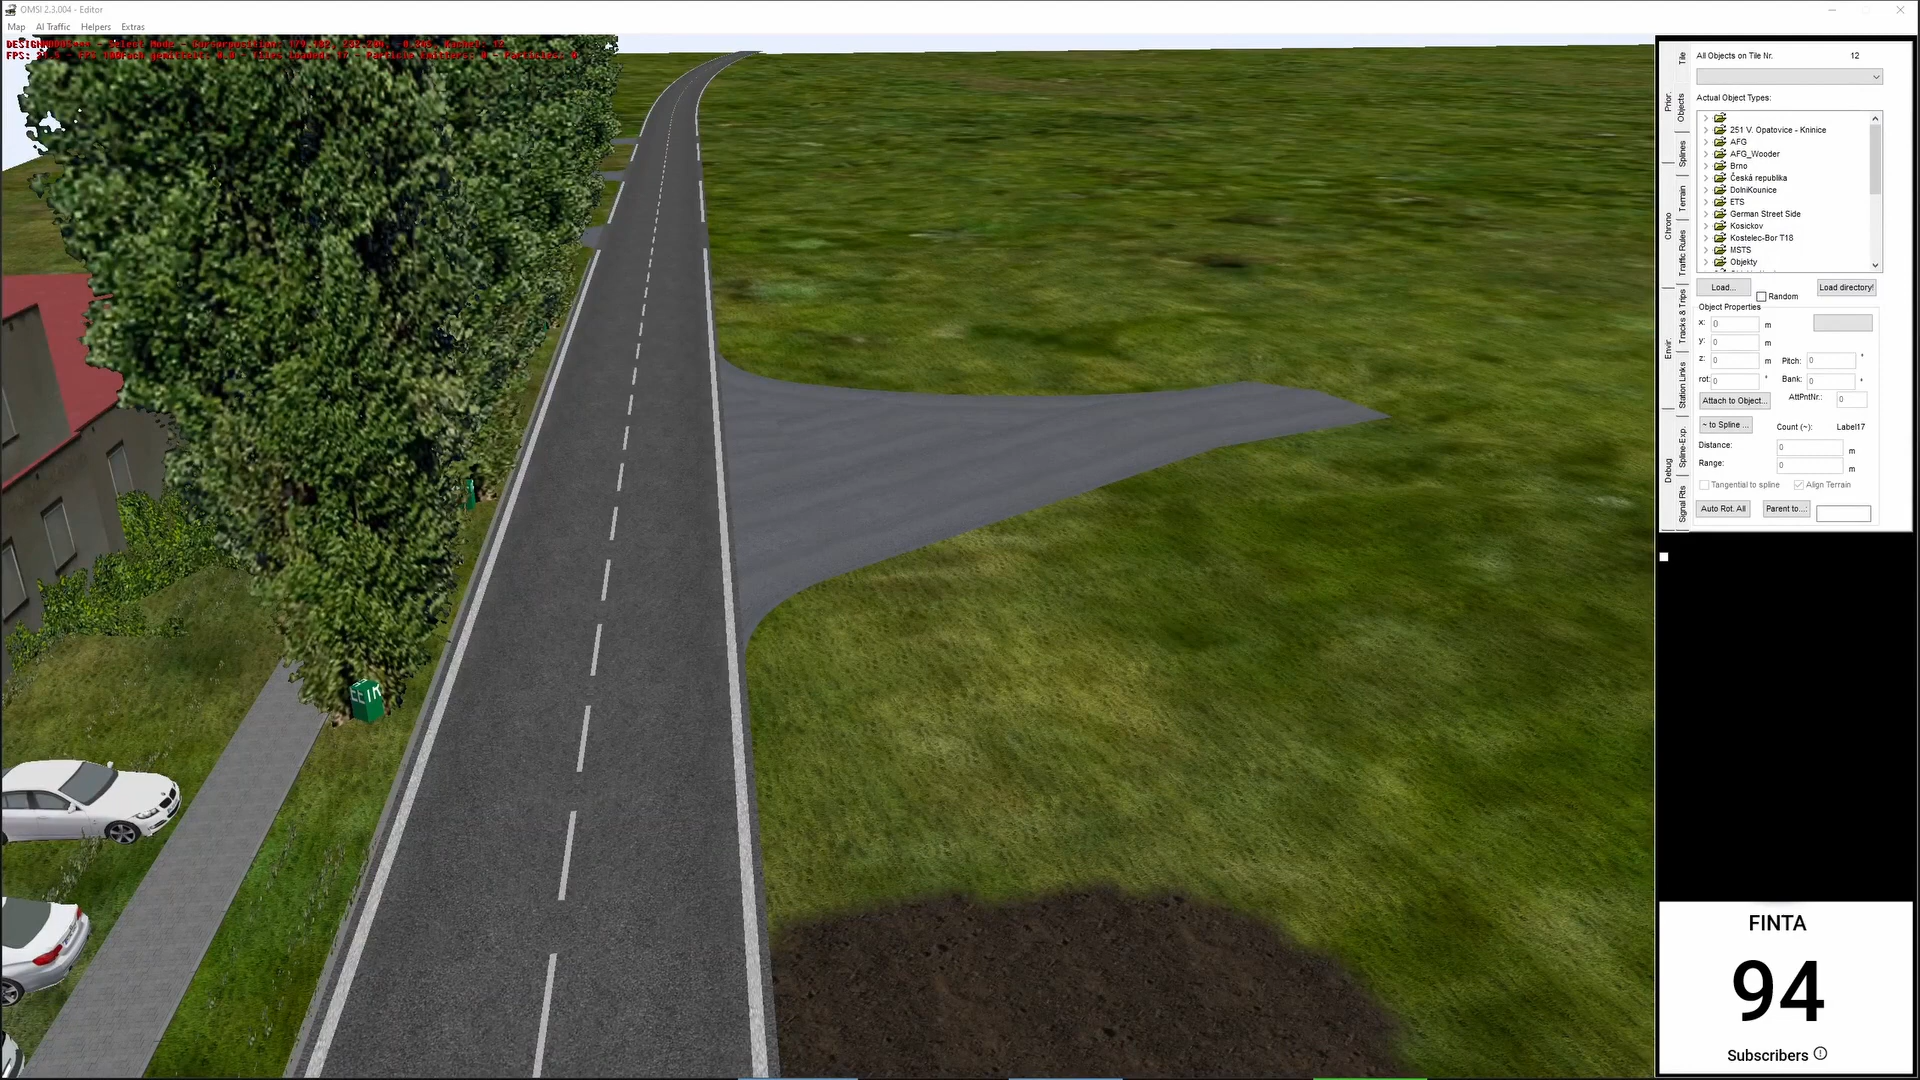 OMSI 2.3.004 - Editor
Map AI Traffic Helpers Extras
Select Mode
Tile
Objects
Splines
Terrain
Traffic Rules
Tracks & Trips
Station Links
Spline-Exp.
Signal Rts
Prior.
Chrono
Envir.
Debug
All Objects on Tile Nr. 12
Actual Object Types:
251 V. Opatovice - Kninice
AFG
AFG_Wooder
Brno
Česká republika
DolniKounice
ETS
German Street Side
Kosickov
Kostelec-Bor T18
MSTS
Objekty
Load... Random Load directory!
Object Properties
x: 0 m
y: 0 m
z: 0 m Pitch: 0 °
rot: 0 ° Bank: 0 °
Attach to Object... AttPntNr.: 0
~ to Spline ... Count (~): Label17
Distance: 0 m
Range: 0 m
Tangential to spline Align Terrain
Auto Rot. All Parent to...:
FINTA
94
Subscribers